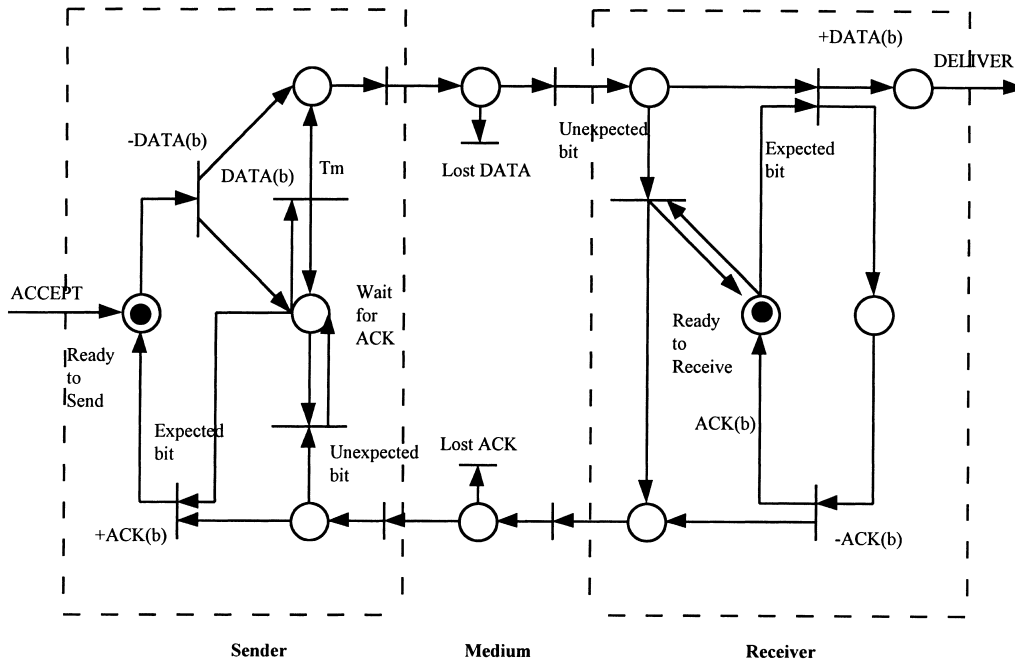 +DATA(b)
DELIVER
-DATA(b)
DATA(b)
Tm
Lost DATA
Unexpected
bit
Expected
bit
ACCEPT
Ready
to
Send
Wait
for
ACK
Ready
to
Receive
Expected
bit
Unexpected
bit
Lost ACK
ACK(b)
+ACK(b)
-ACK(b)
Sender
Medium
Receiver